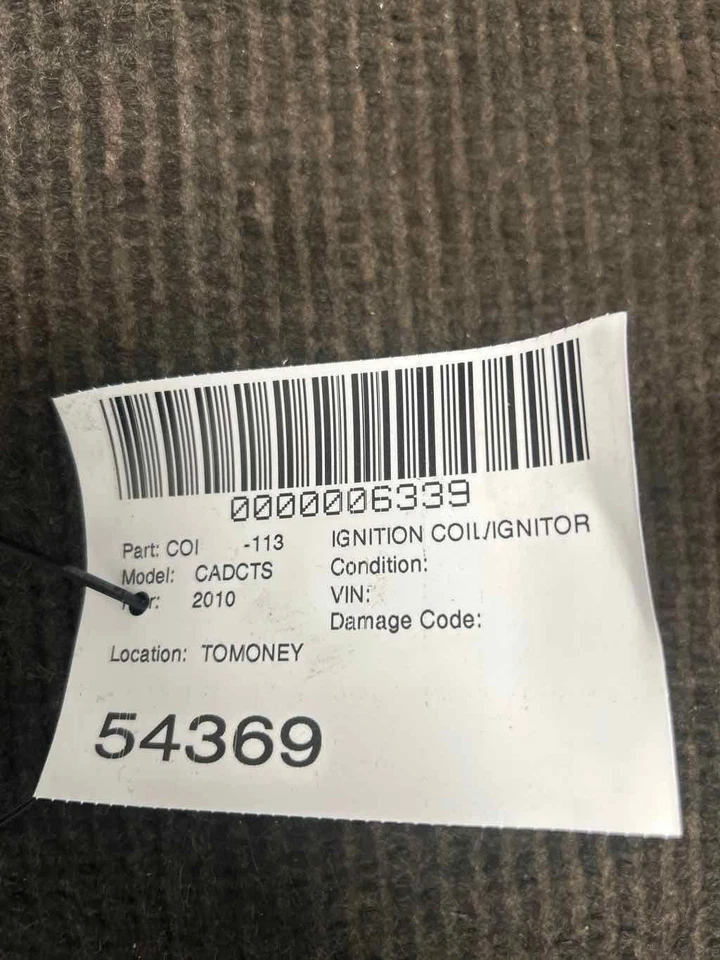 0000006339
Part: COI -113 IGNITION COIL/IGNITOR
Model: CADCTS Condition:
2010 VIN:
Damage Code:
Location: TOMONEY
54369